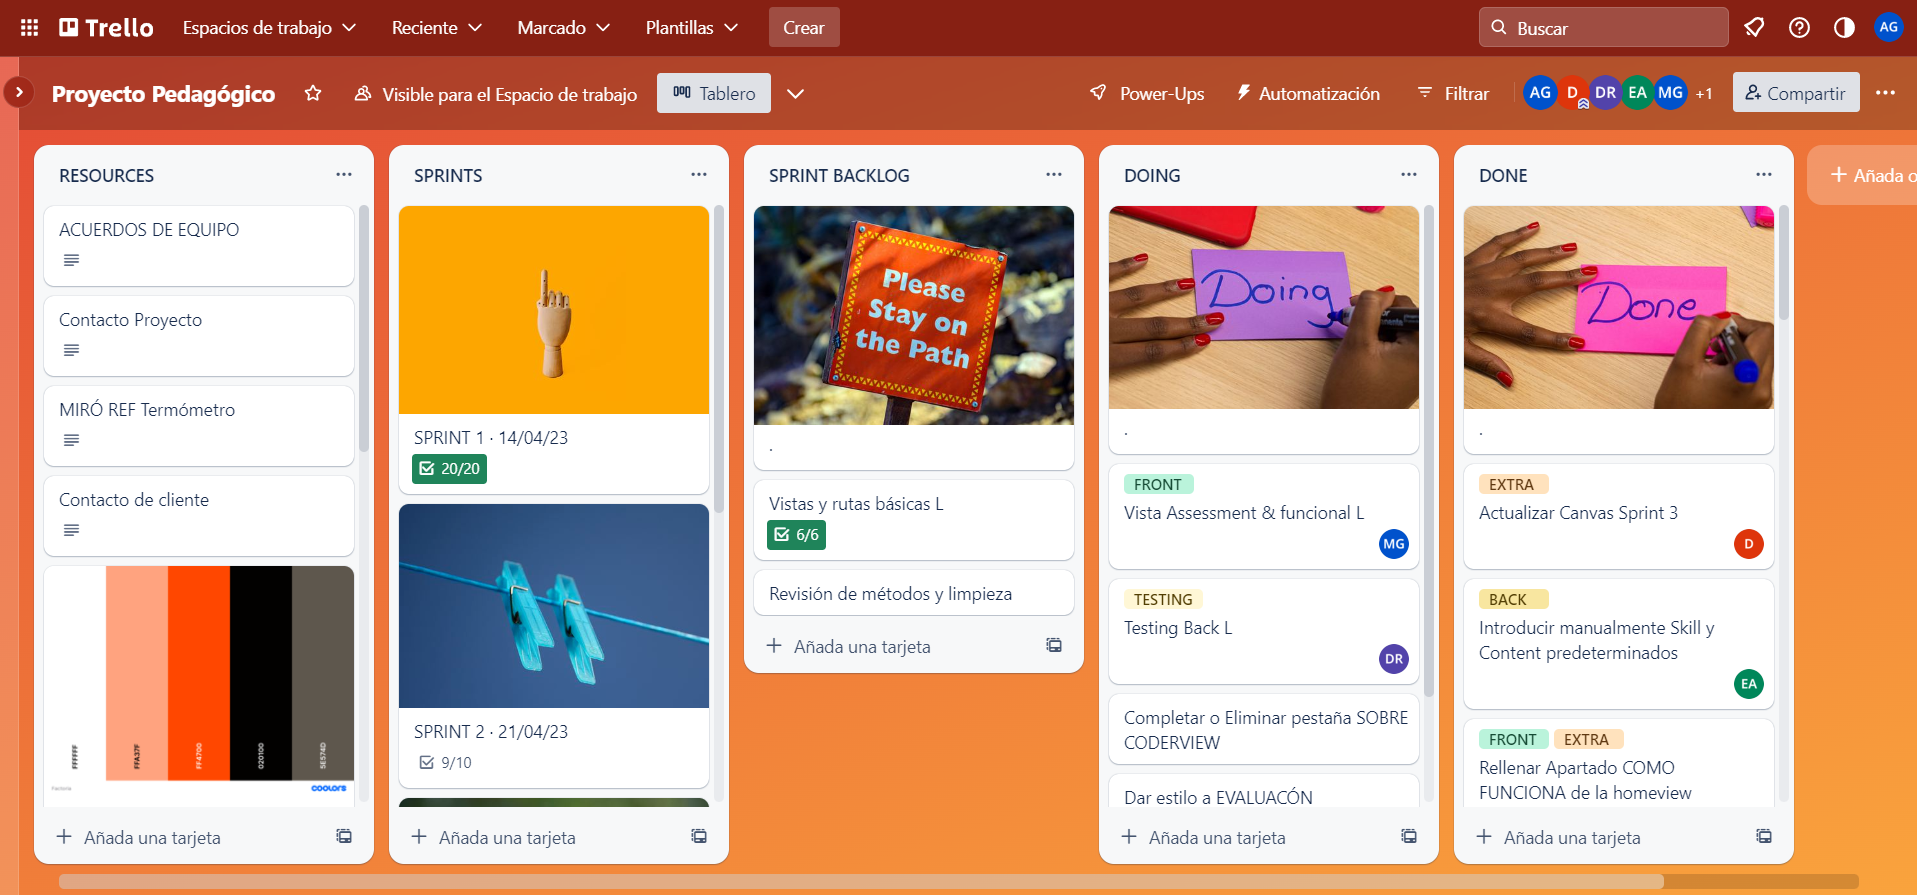 Trello
Espacios de trabajo
Reciente
Marcado
Plantillas
Crear
Buscar
AG
Proyecto Pedagógico
Visible para el Espacio de trabajo
Tablero
Power-Ups
Automatización
Filtrar
AG
D
DR
EA
MG
+1
Compartir
RESOURCES
ACUERDOS DE EQUIPO
Contacto Proyecto
MIRÓ REF Termómetro
Contacto de cliente
FFFFFF
FFA37F
FF4700
020100
5E574D
Factoria
coolors
Añada una tarjeta
SPRINTS
SPRINT 1 · 14/04/23
20/20
SPRINT 2 · 21/04/23
9/10
Añada una tarjeta
SPRINT BACKLOG
Please
Stay on
the Path
.
Vistas y rutas básicas L
6/6
Revisión de métodos y limpieza
Añada una tarjeta
DOING
Doing
.
FRONT
Vista Assessment & funcional L
MG
TESTING
Testing Back L
DR
Completar o Eliminar pestaña SOBRE
CODERVIEW
Dar estilo a EVALUACÓN
Añada una tarjeta
DONE
Done
.
EXTRA
Actualizar Canvas Sprint 3
D
BACK
Introducir manualmente Skill y
Content predeterminados
EA
FRONT EXTRA
Rellenar Apartado COMO
FUNCIONA de la homeview
Añada una tarjeta
Añada o